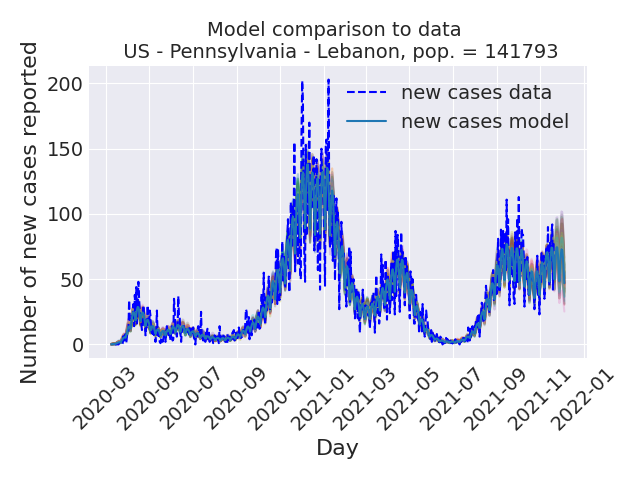 Model comparison to data
US - Pennsylvania - Lebanon, pop. = 141793
Number of new cases reported
200
150
100
50
0
new cases data
new cases model
2020-03
2020-05
2020-07
2020-09
2020-11
2021-01
2021-03
2021-05
2021-07
2021-09
2021-11
2022-01
Day